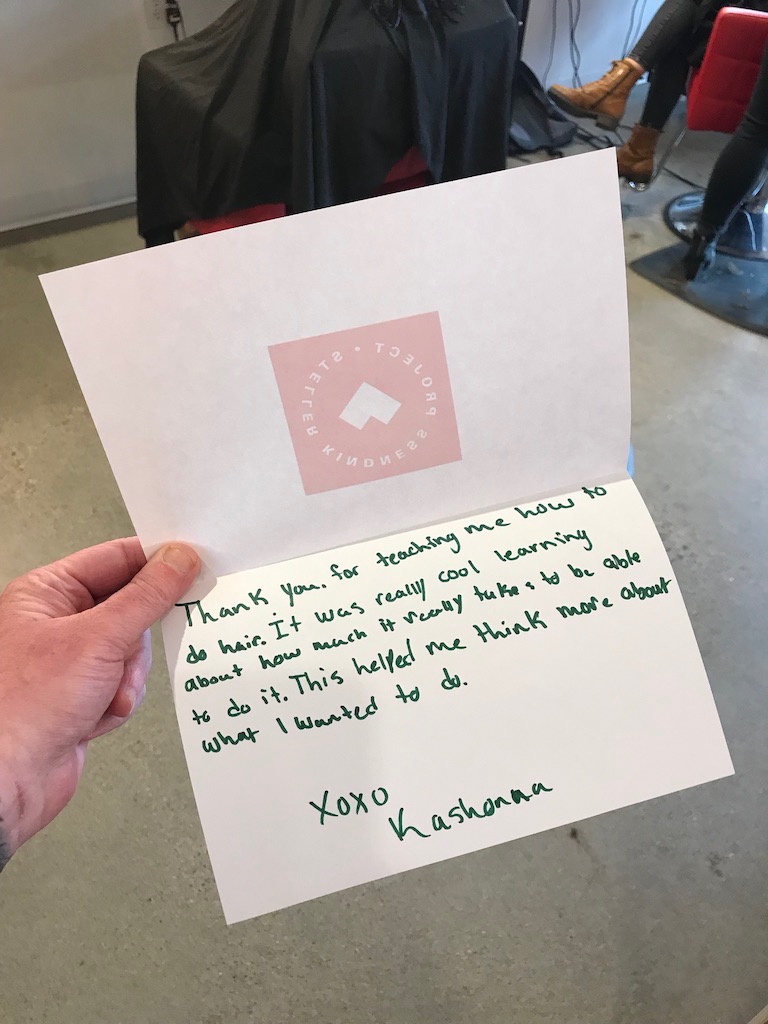 STELLER KINDNESS PROJECT •
Thank you. for teaching me how to
do hair. It was really cool learning
about how much it really takes to be able
to do it. This helped me think more about
what I wanted to do.
XOXO
Kashonna